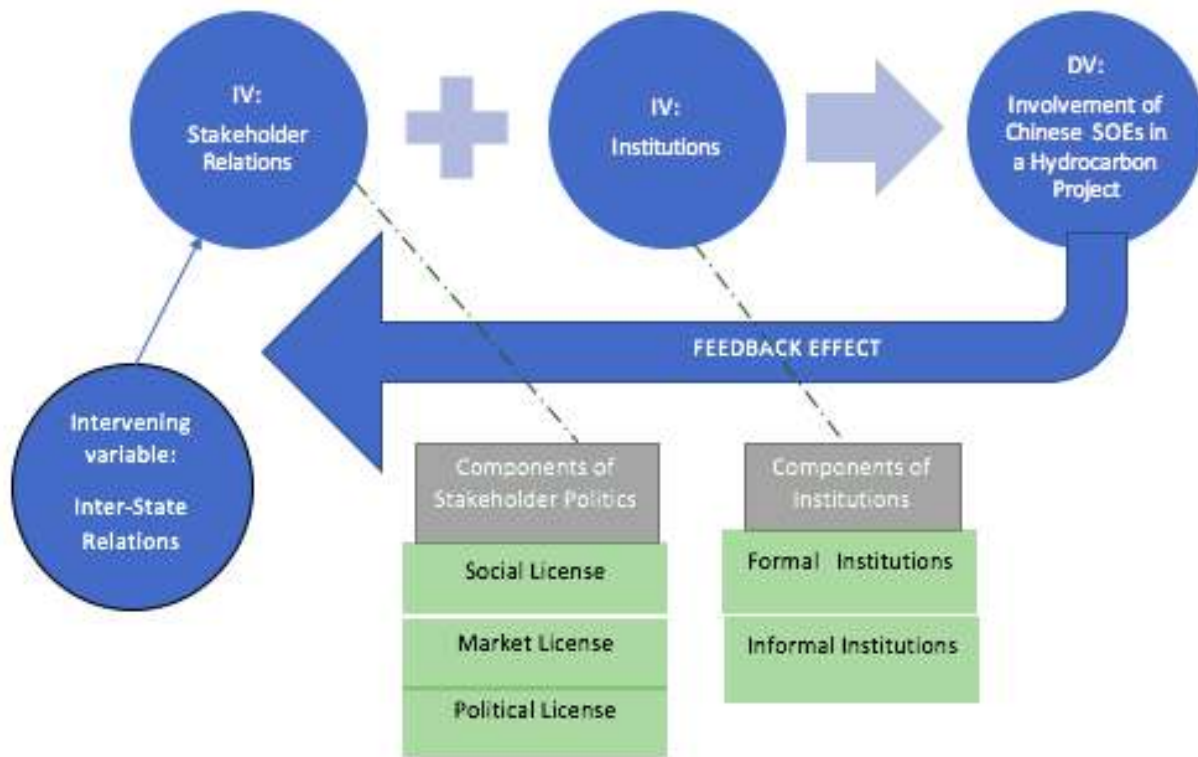 IV:
Stakeholder
Relations
IV:
Institutions
DV:
Involvement of
Chinese SOEs in
a Hydrocarbon
Project
FEEDBACK EFFECT
Intervening
variable:
Inter-State
Relations
Components of
Stakeholder Politics
Social License
Market License
Political License
Components of
Institutions
Formal Institutions
Informal Institutions